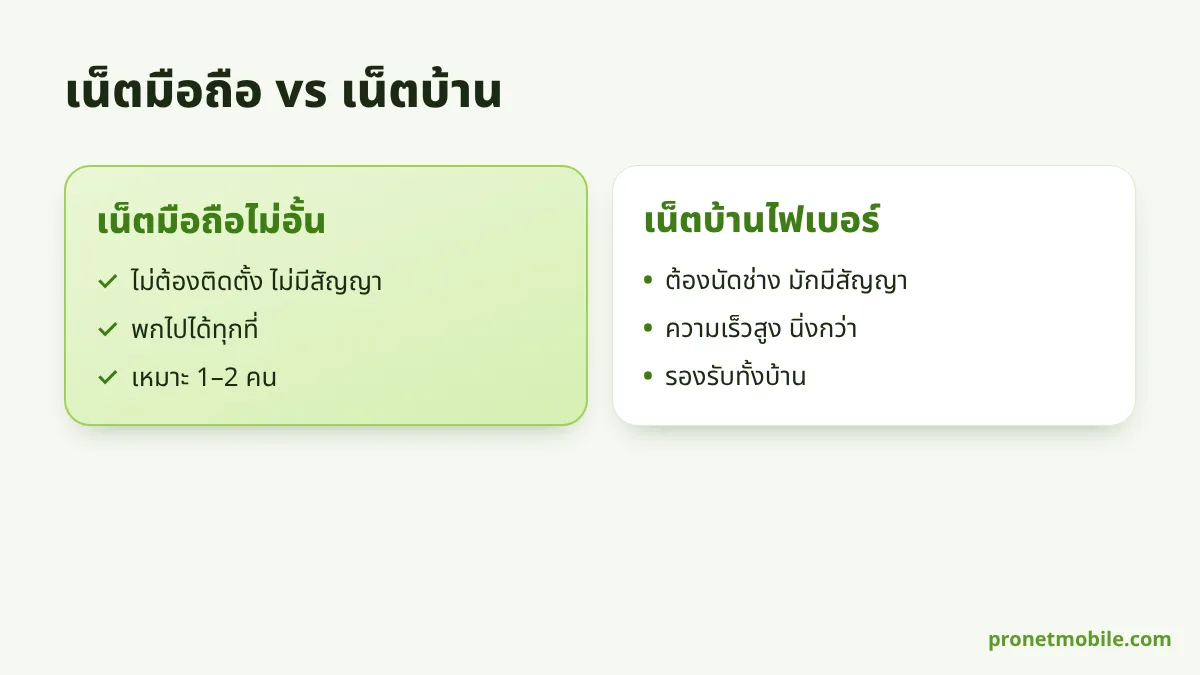 เน็ตมือถือ vs เน็ตบ้าน
เน็ตมือถือไม่อั้น
ไม่ต้องติดตั้ง ไม่มีสัญญา
พกไปได้ทุกที่
เหมาะ 1–2 คน
เน็ตบ้านไฟเบอร์
ต้องนัดช่าง มักมีสัญญา
ความเร็วสูง นิ่งกว่า
รองรับทั้งบ้าน
pronetmobile.com